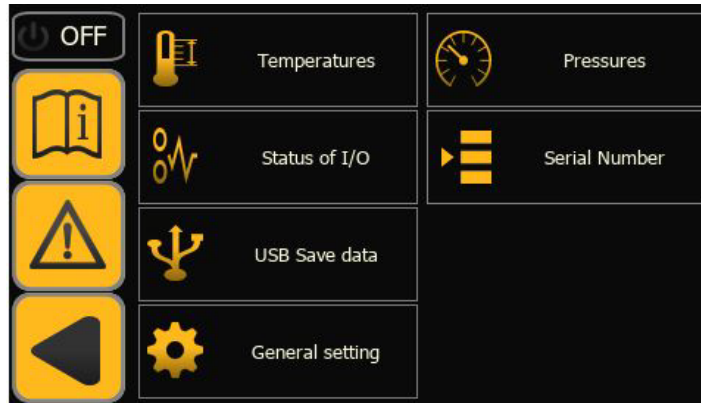 OFF
Temperatures
Pressures
i
Status of I/O
Serial Number
USB Save data
General setting